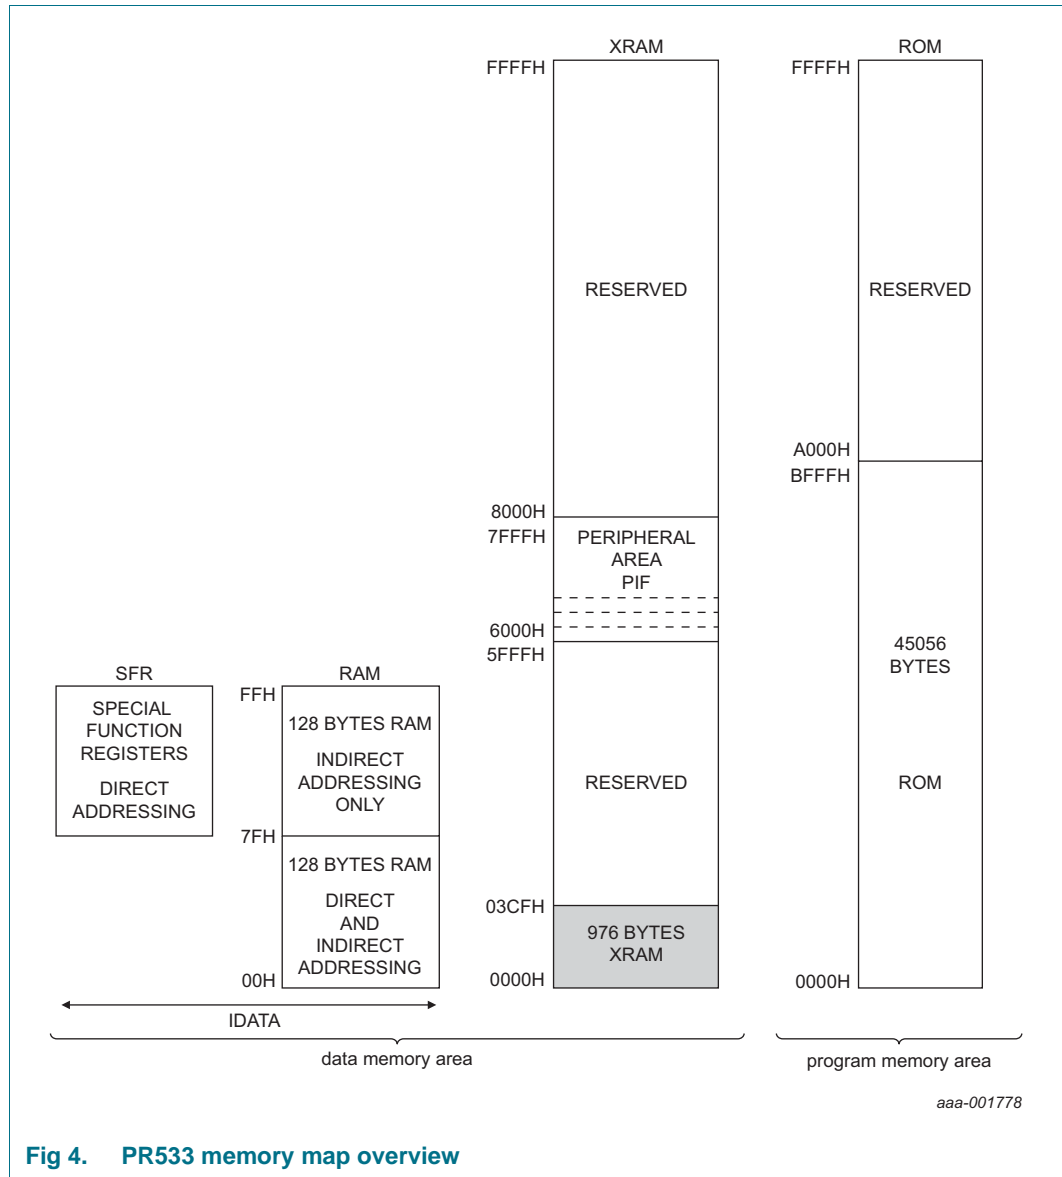 XRAM
FFFFH
RESERVED
8000H
7FFFH
PERIPHERAL
AREA
PIF
6000H
5FFFH
RESERVED
03CFH
976 BYTES
XRAM
0000H
ROM
FFFFH
RESERVED
A000H
BFFFH
45056
BYTES
ROM
0000H
SFR
SPECIAL
FUNCTION
REGISTERS
DIRECT
ADDRESSING
RAM
FFH
128 BYTES RAM
INDIRECT
ADDRESSING
ONLY
7FH
128 BYTES RAM
DIRECT
AND
INDIRECT
ADDRESSING
00H
IDATA
data memory area
program memory area
aaa-001778
Fig 4. PR533 memory map overview